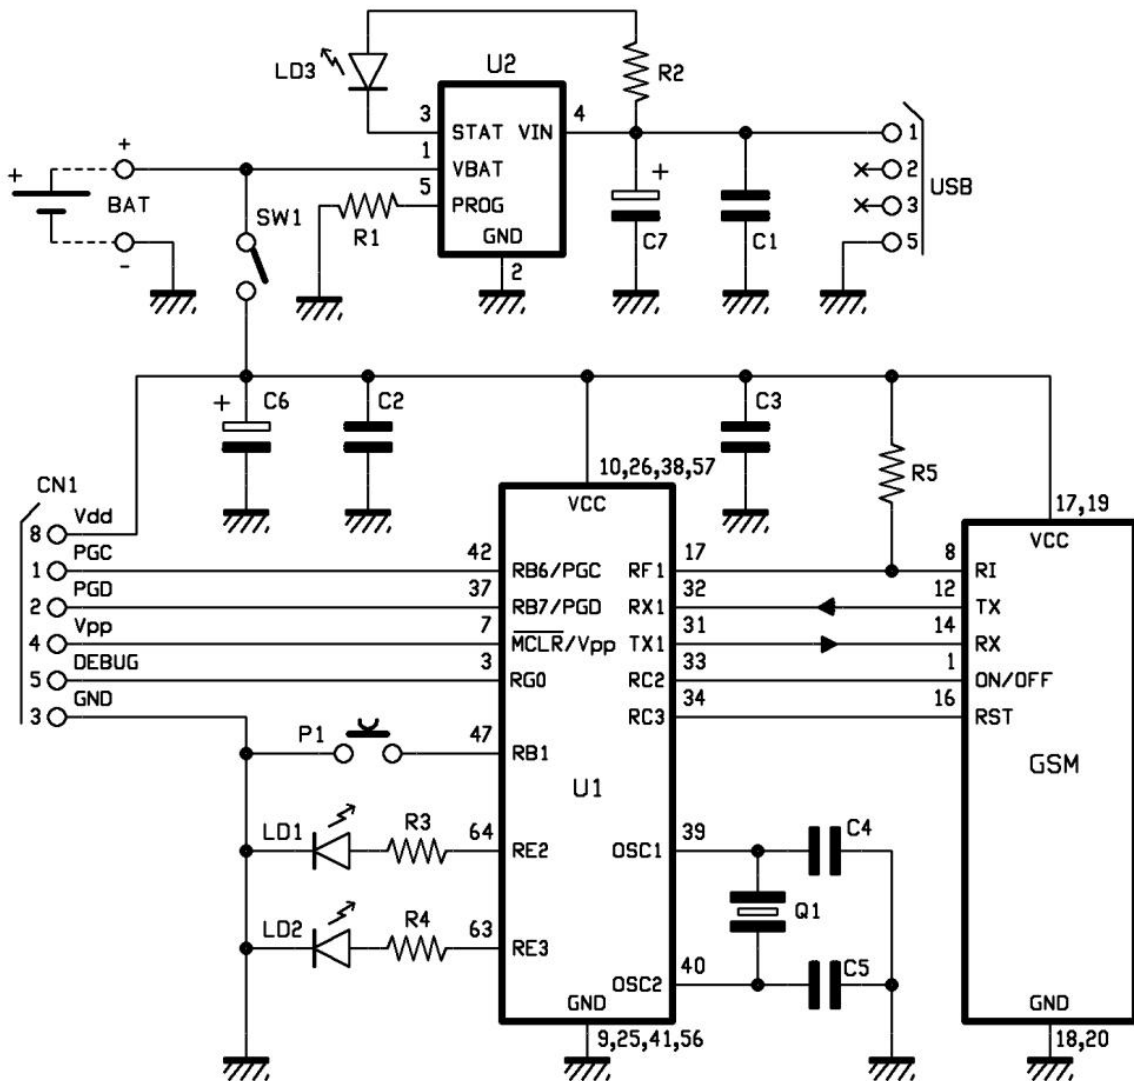 LD3
U2
R2
3
STAT
VIN
4
1
USB
+
1
VBAT
2
+
BAT
5
PROG
+
3
SW1
R1
GND
C7
C1
5
-
2
+
C6
C2
C3
R5
10,26,38,57
17,19
CN1
VCC
VCC
8
Vdd
1
PGC
42
RB6/PGC
RF1
17
8
RI
2
PGD
37
RB7/PGD
RX1
32
12
TX
4
Vpp
7
MCLR/Vpp
TX1
31
14
RX
5
DEBUG
3
RG0
RC2
33
1
ON/OFF
3
GND
RC3
34
16
RST
P1
47
RB1
U1
GSM
LD1
R3
64
RE2
OSC1
39
C4
Q1
LD2
R4
63
RE3
OSC2
40
C5
GND
GND
9,25,41,56
18,20